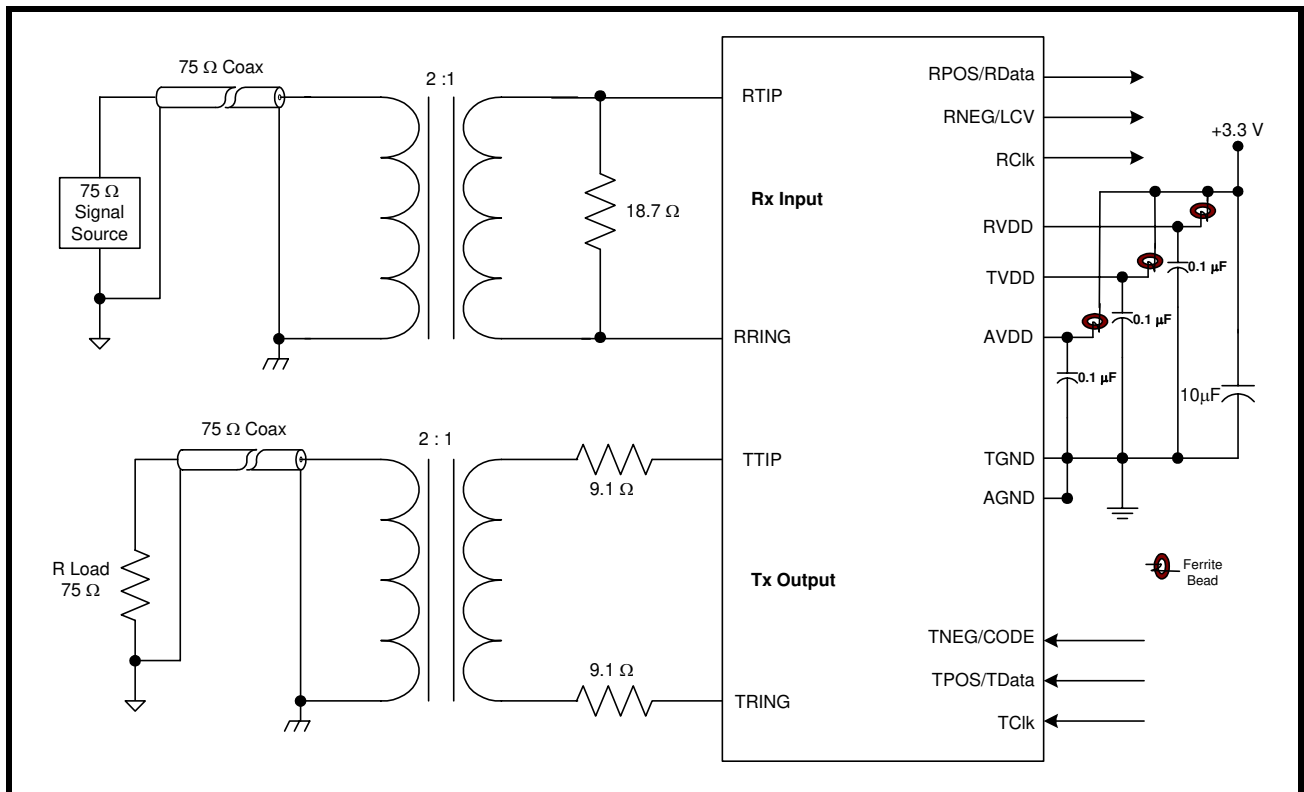 75 Ω Coax
2 :1
75 Ω
Signal
Source
18.7 Ω
RTIP
Rx Input
RRING
RPOS/RData
RNEG/LCV
RClk
+3.3 V
RVDD
0.1 µF
TVDD
0.1 µF
AVDD
0.1 µF
10µF
75 Ω Coax
2 : 1
R Load
75 Ω
9.1 Ω
TTIP
Tx Output
9.1 Ω
TRING
TGND
AGND
Ferrite
Bead
TNEG/CODE
TPOS/TData
TClk